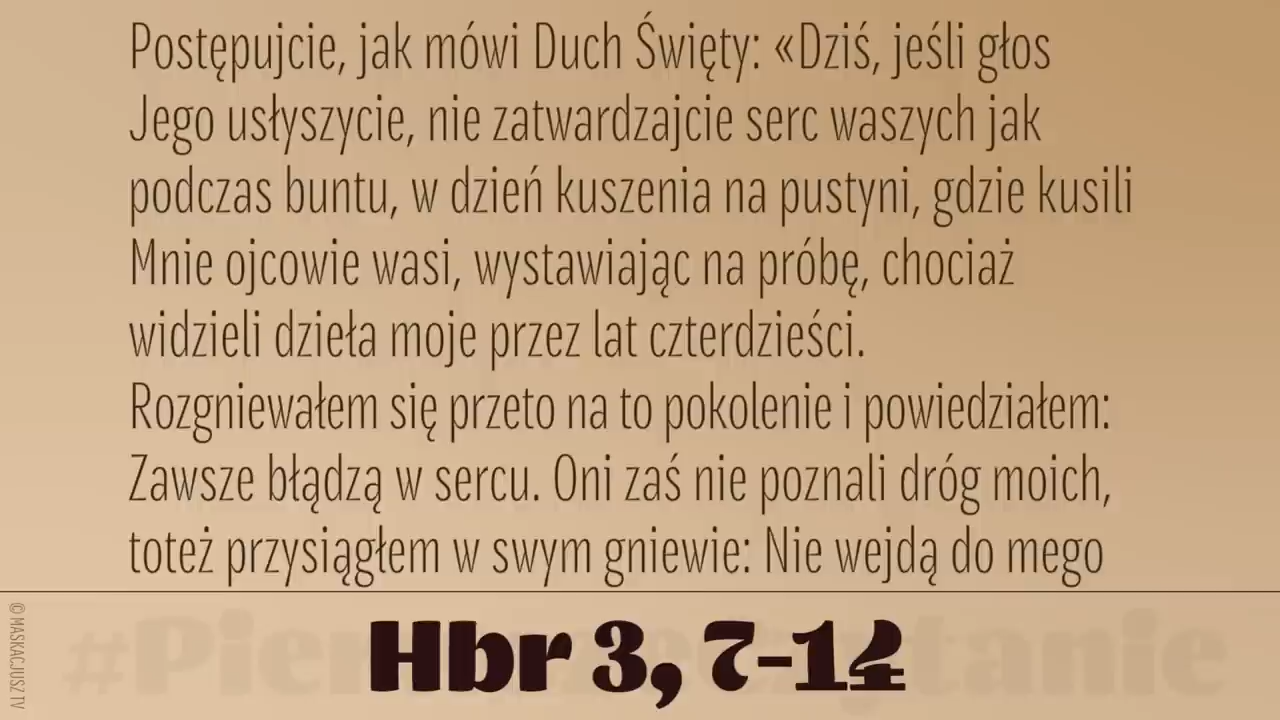 Postępujcie, jak mówi Duch Święty: «Dziś, jeśli głos
Jego usłyszycie, nie zatwardzajcie serc waszych jak
podczas buntu, w dzień kuszenia na pustyni, gdzie kusili
Mnie ojcowie wasi, wystawiając na próbę, chociaż
widzieli dzieła moje przez lat czterdzieści.
Rozgniewałem się przeto na to pokolenie i powiedziałem:
Zawsze błądzą w sercu. Oni zaś nie poznali dróg moich,
toteż przysiągłem w swym gniewie: Nie wejdą do mego
Hbr 3, 7-14
© MASKACJUSZ TV